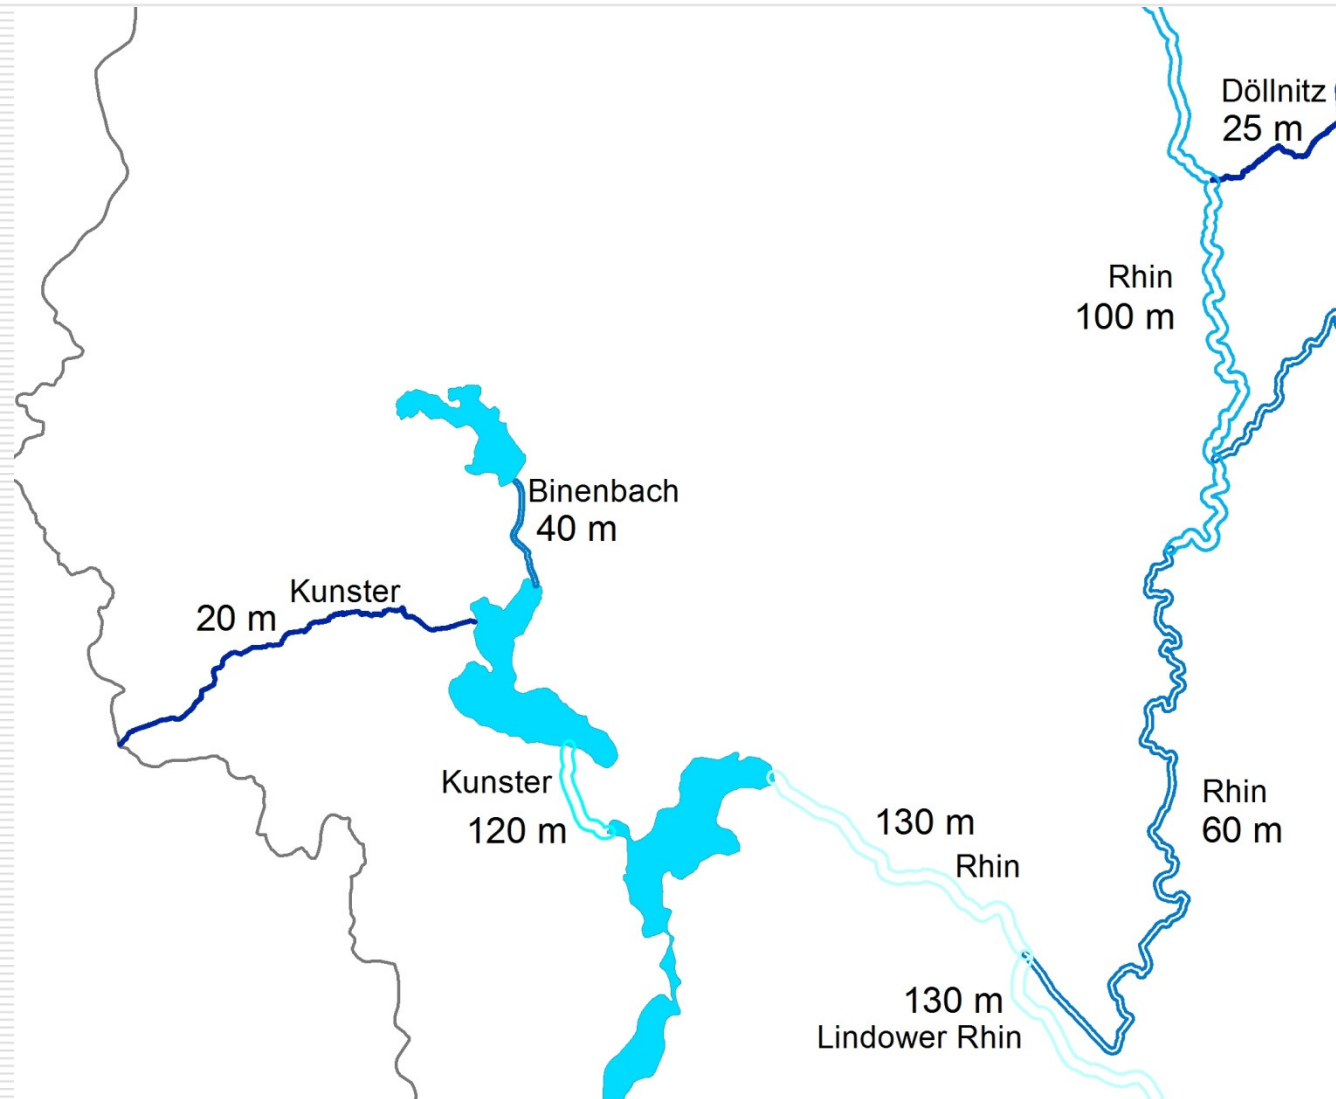 Döllnitz
25 m
Rhin
100 m
Binenbach
40 m
Kunster
20 m
Kunster
120 m
130 m
Rhin
Rhin
60 m
130 m
Lindower Rhin